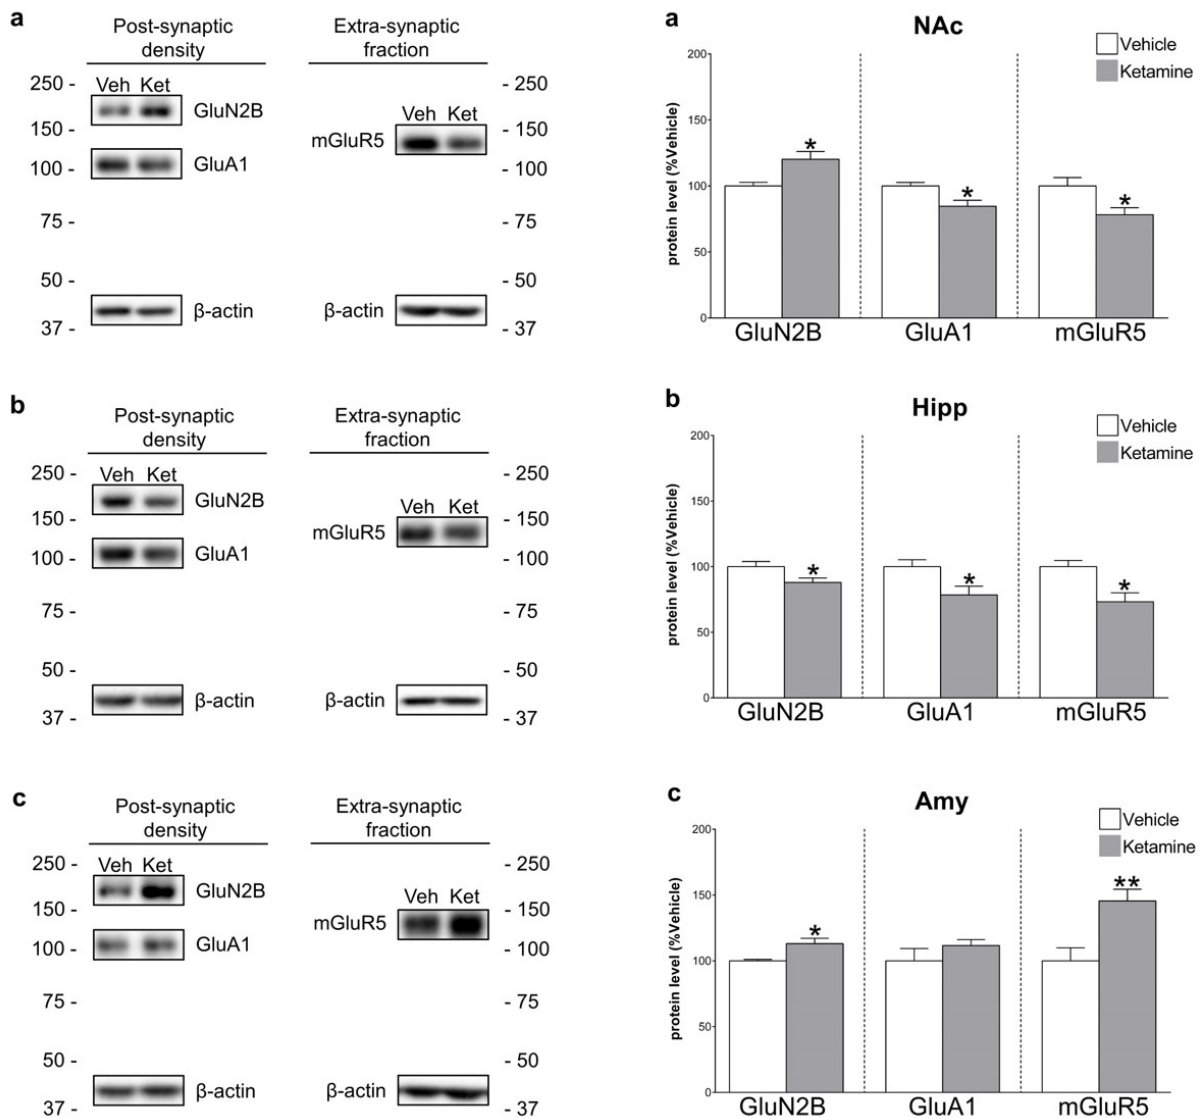 a
Post-synaptic density
Extra-synaptic fraction
250 -
Veh Ket
GluN2B
- 250
150 -
Veh Ket
mGluR5
- 150
100 -
GluA1
- 100
75 -
- 75
50 -
- 50
β-actin
β-actin
37 -
- 37
a
NAc
Vehicle
Ketamine
protein level (%Vehicle)
200
150
100
50
0
* * *
GluN2B GluA1 mGluR5
b
Post-synaptic density
Extra-synaptic fraction
250 -
Veh Ket
GluN2B
- 250
150 -
Veh Ket
mGluR5
- 150
100 -
GluA1
- 100
75 -
- 75
50 -
- 50
β-actin
β-actin
37 -
- 37
b
Hipp
Vehicle
Ketamine
protein level (%Vehicle)
200
150
100
50
0
* * *
GluN2B GluA1 mGluR5
c
Post-synaptic density
Extra-synaptic fraction
250 -
Veh Ket
GluN2B
- 250
150 -
Veh Ket
mGluR5
- 150
100 -
GluA1
- 100
75 -
- 75
50 -
- 50
β-actin
β-actin
37 -
- 37
c
Amy
Vehicle
Ketamine
protein level (%Vehicle)
200
150
100
50
0
* **
GluN2B GluA1 mGluR5